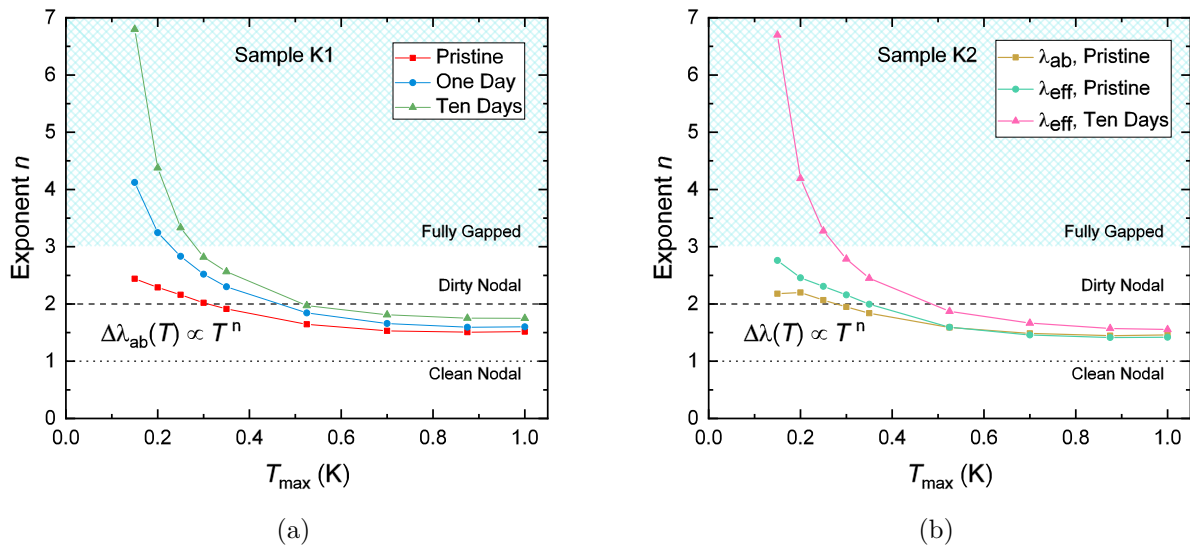 Sample K1
Pristine
One Day
Ten Days
Fully Gapped
Dirty Nodal
Δλab(T) ∝ Tn
Clean Nodal
Exponent n
7
6
5
4
3
2
1
0
0.0 0.2 0.4 0.6 0.8 1.0
Tmax (K)
(a)
Sample K2
λab, Pristine
λeff, Pristine
λeff, Ten Days
Fully Gapped
Dirty Nodal
Δλ(T) ∝ Tn
Clean Nodal
Exponent n
7
6
5
4
3
2
1
0
0.0 0.2 0.4 0.6 0.8 1.0
Tmax (K)
(b)